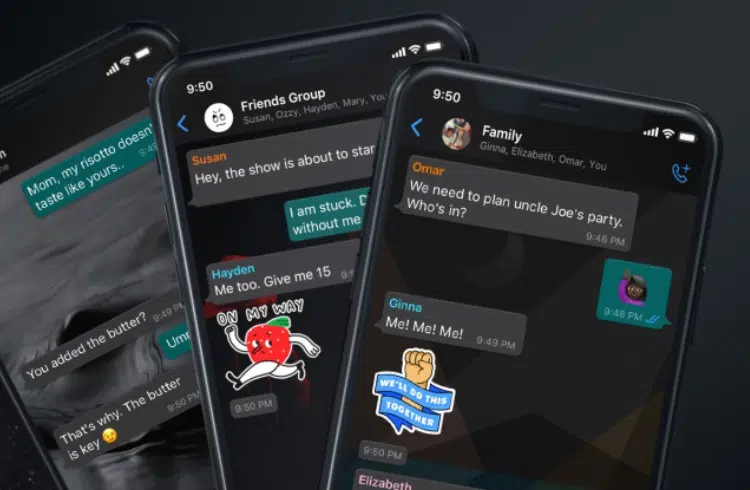 Mom, my risotto doesn'
taste like yours..
You added the butter? 9:49 PM
Umm
That's why. The butter
is key 😉 9:50 PM
9:50
Friends Group
Susan, Ozzy, Hayden, Mary, You
Susan
Hey, the show is about to star
I am stuck.
without me
Hayden
Me too. Give me 15
ON MY WAY
9:50 PM
9:50
Family
Ginna, Elizabeth, Omar, You
Omar
We need to plan uncle Joe's party.
Who's in?
9:46 PM
9:48 PM
Ginna
Me! Me! Me!
9:49 PM
WE'LL DO THIS
TOGETHER
9:50 PM
Elizabeth